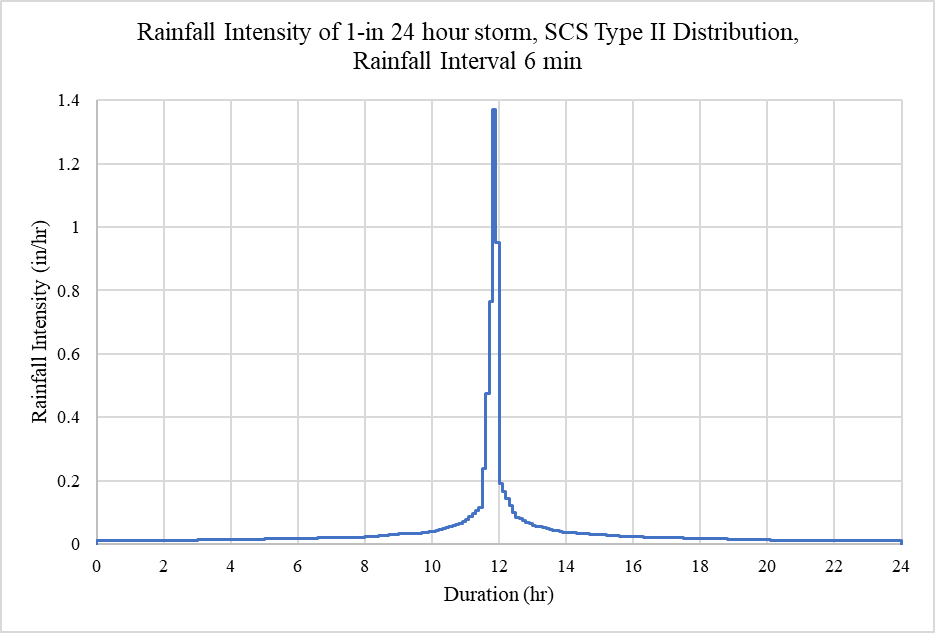 Rainfall Intensity of 1-in 24 hour storm, SCS Type II Distribution,
Rainfall Interval 6 min
1.4
1.2
1
0.8
0.6
0.4
0.2
0
Rainfall Intensity (in/hr)
0 2 4 6 8 10 12 14 16 18 20 22 24
Duration (hr)